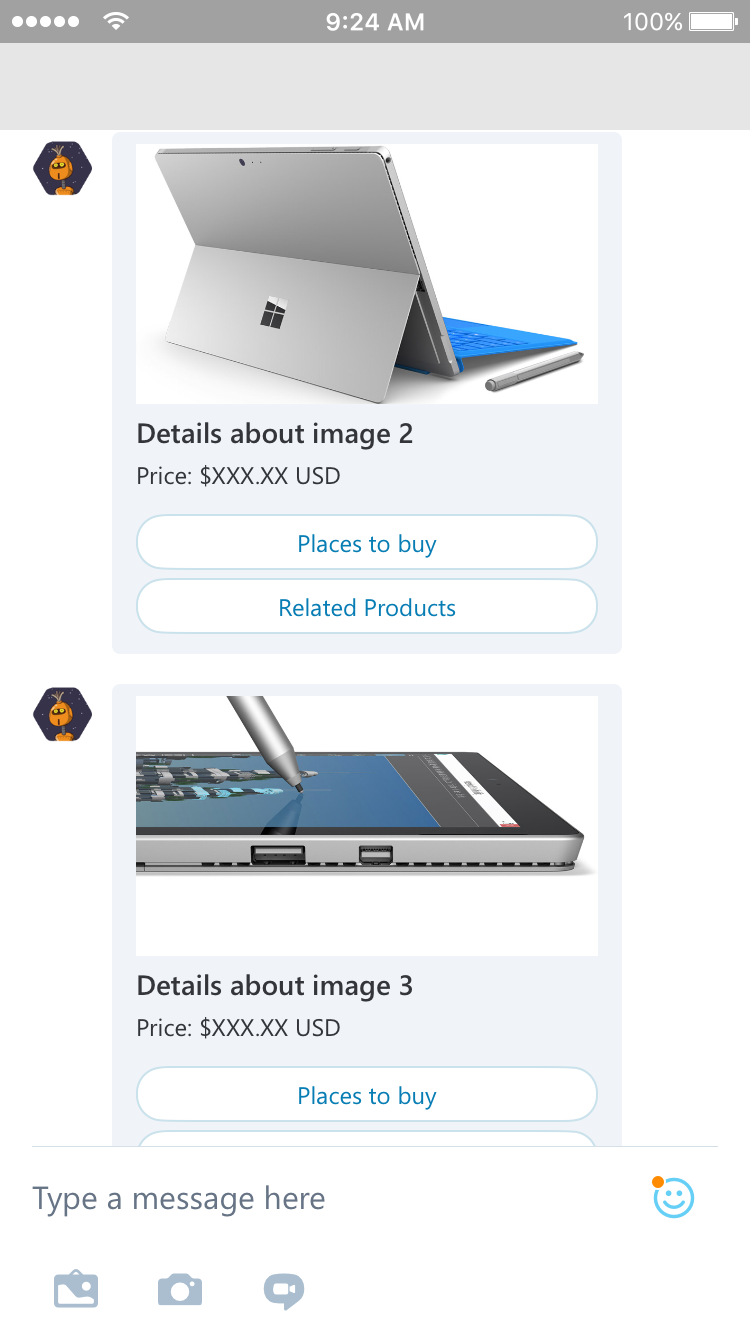 9:24 AM
100%
Details about image 2
Price: $XXX.XX USD
Places to buy
Related Products
Details about image 3
Price: $XXX.XX USD
Places to buy
Type a message here